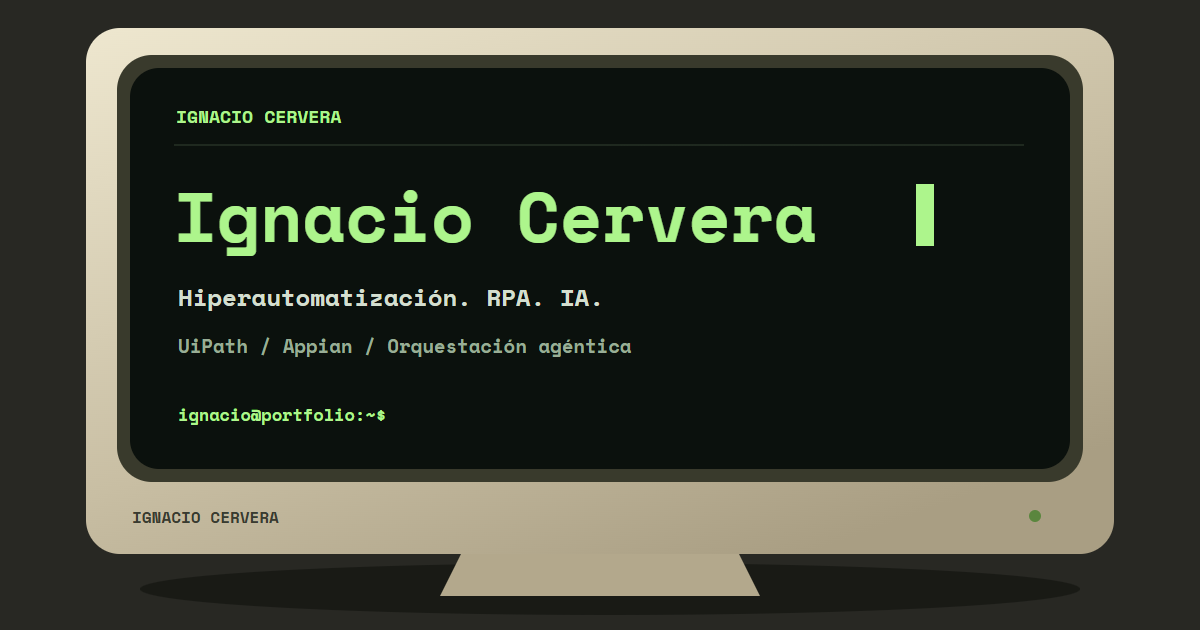 IGNACIO CERVERA
Ignacio Cervera
Hiperautomatización. RPA. IA.
UiPath / Appian / Orquestación agéntica
ignacio@portfolio:~$
IGNACIO CERVERA